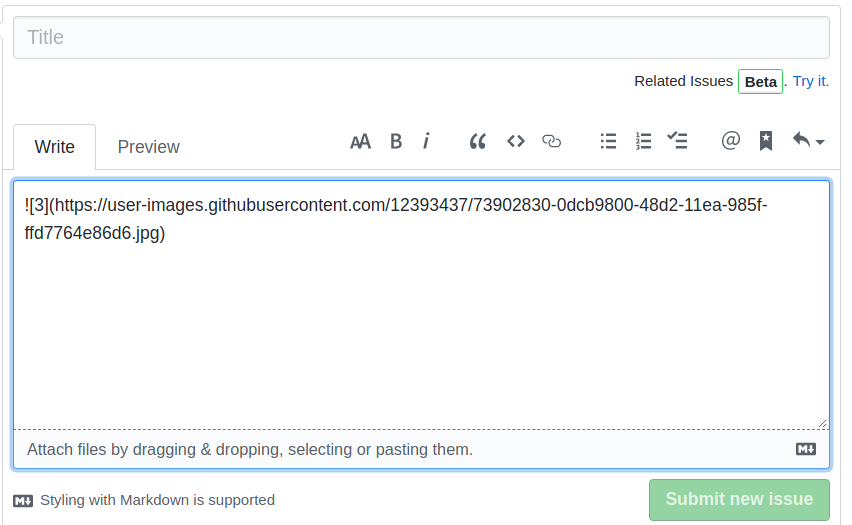 Title
Related Issues Beta. Try it.
Write Preview AA B i @
![3](https://user-images.githubusercontent.com/12393437/73902830-0dcb9800-48d2-11ea-985f-
ffd7764e86d6.jpg)
Attach files by dragging & dropping, selecting or pasting them.
Styling with Markdown is supported
Submit new issue